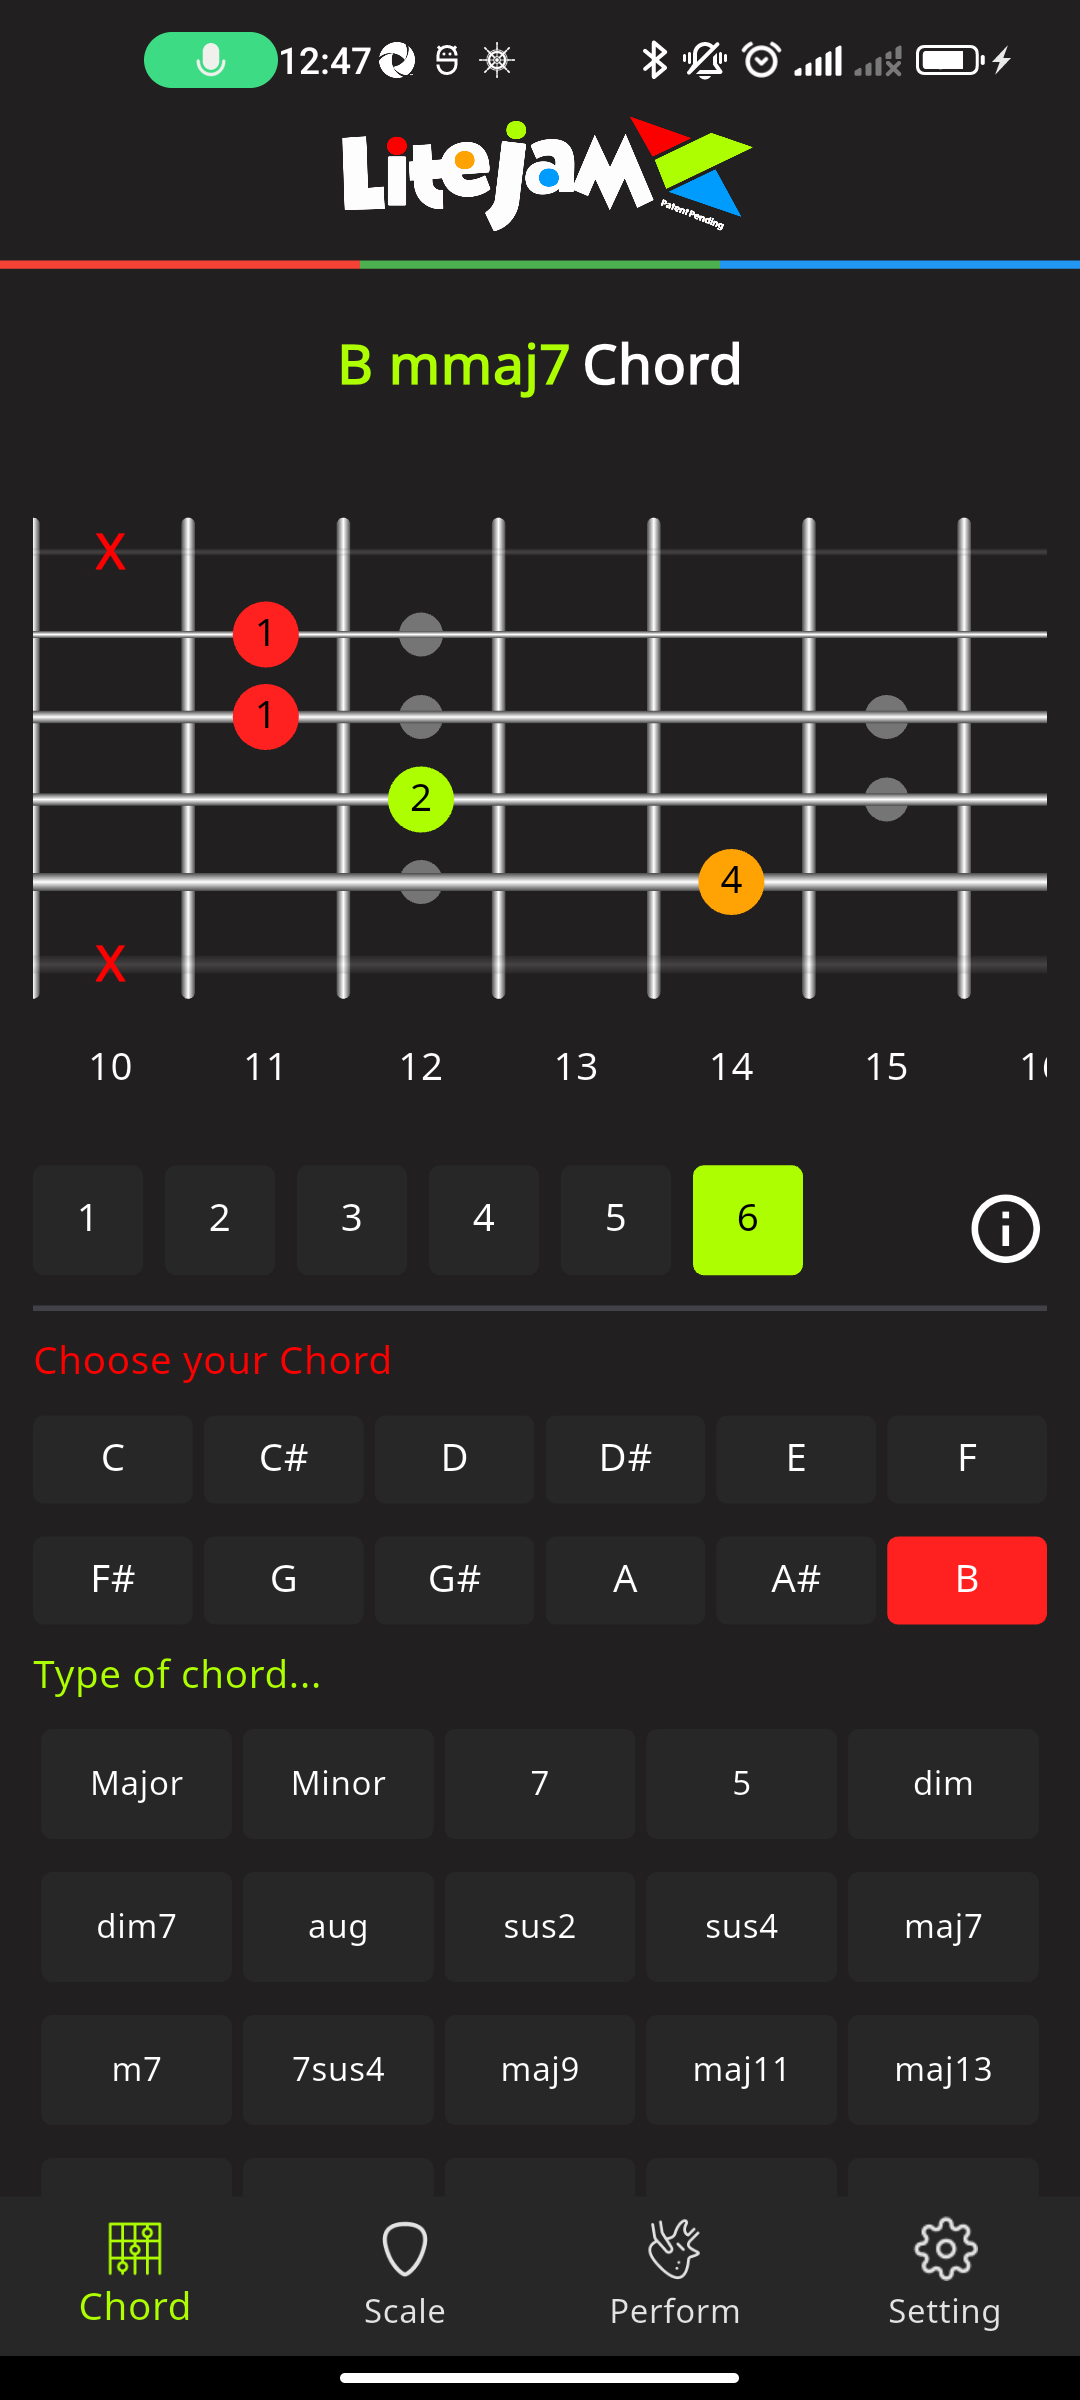 12:47
Litejam
Patent Pending
B mmaj7 Chord
X
1
1
2
4
X
10 11 12 13 14 15
1 2 3 4 5 6
Choose your Chord
C C# D D# E F
F# G G# A A# B
Type of chord...
Major Minor 7 5 dim
dim7 aug sus2 sus4 maj7
m7 7sus4 maj9 maj11 maj13
Chord Scale Perform Setting